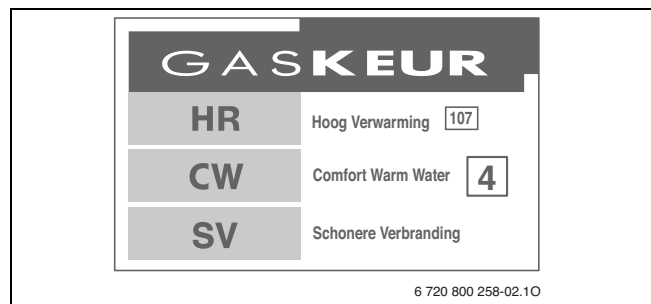 GASKEUR
HR Hoog Verwarming 107
CW Comfort Warm Water 4
SV Schonere Verbranding
6 720 800 258-02.1O